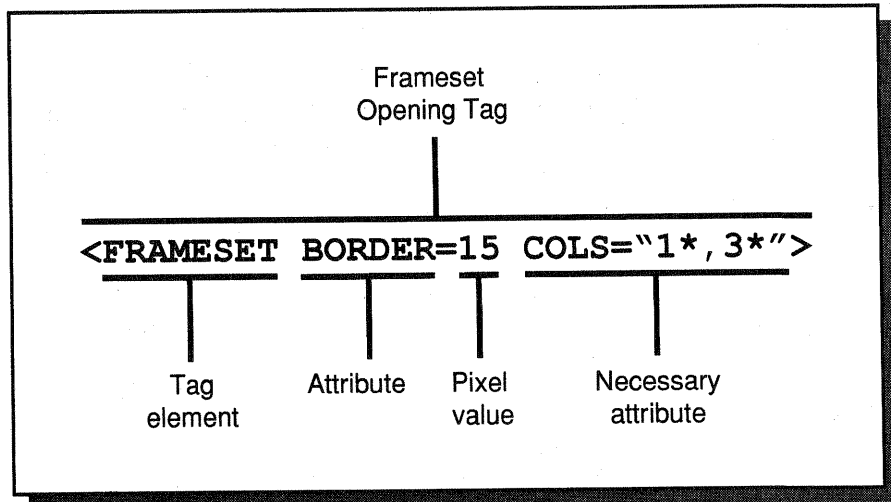 Frameset
Opening Tag
<FRAMESET BORDER=15 COLS=“1*,3*”>
Tag
element
Attribute
Pixel
value
Necessary
attribute